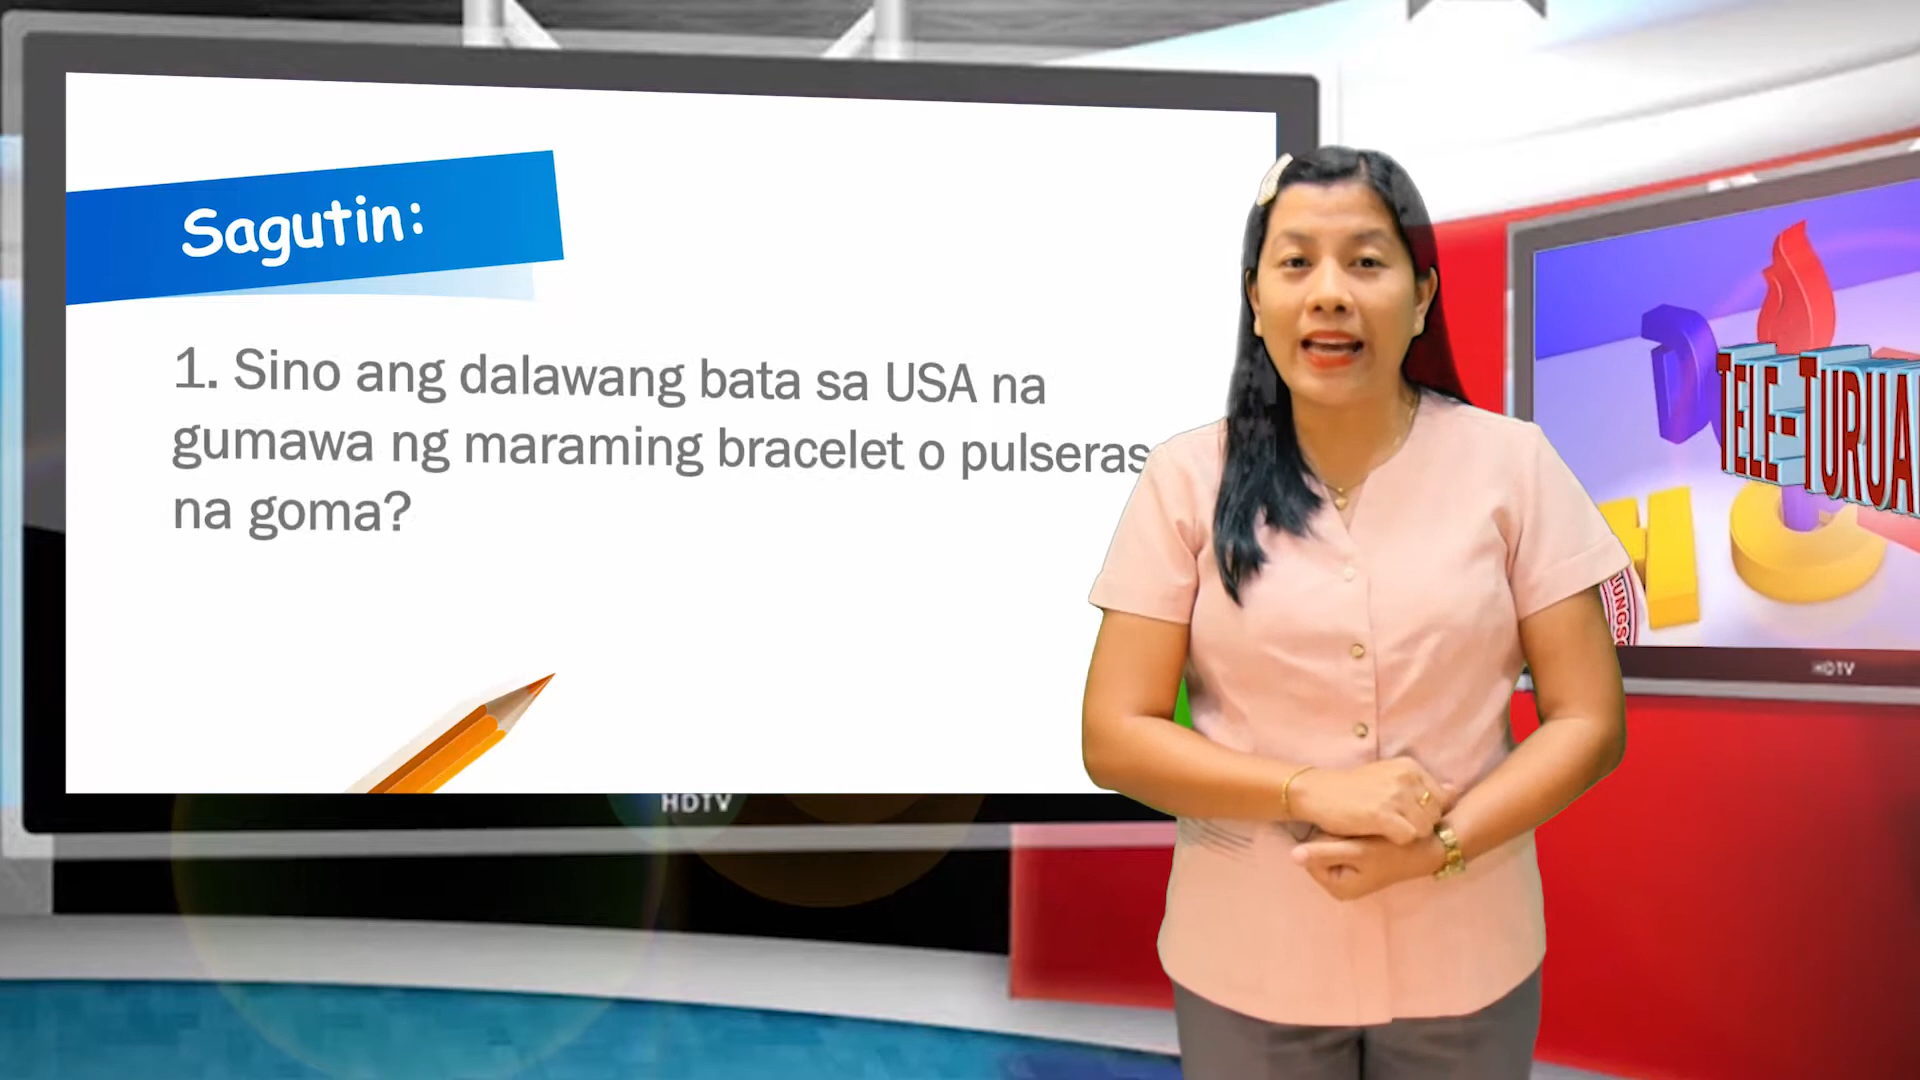 Sagutin:
1. Sino ang dalawang bata sa USA na
gumawa ng maraming bracelet o pulseras
na goma?
HDTV
TELE-TURUA
HDTV